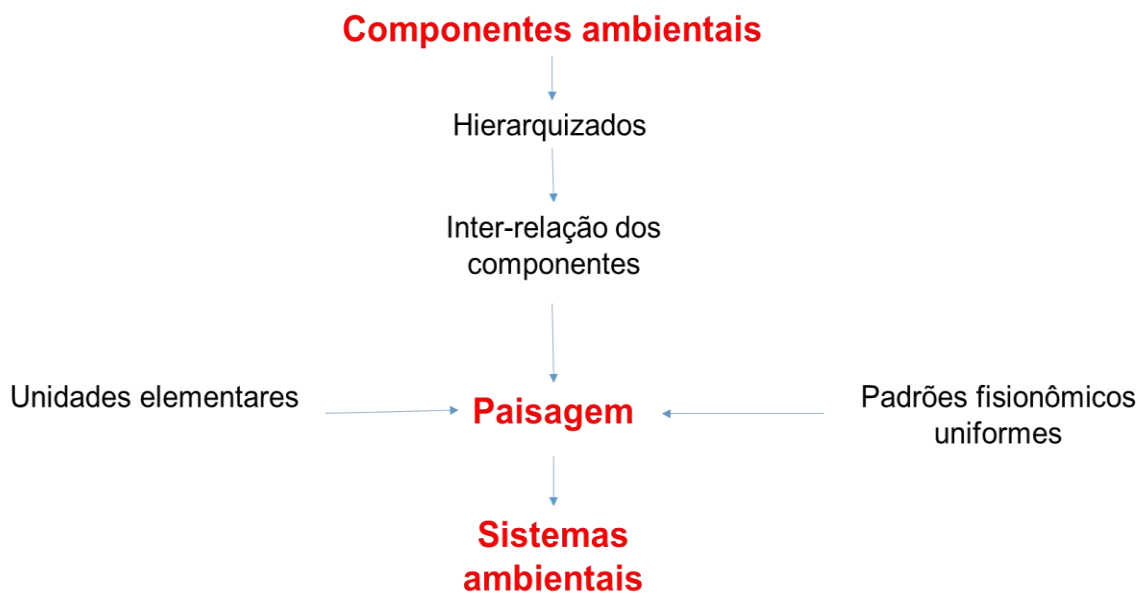 Componentes ambientais
Hierarquizados
Inter-relação dos
componentes
Unidades elementares
Paisagem
Padrões fisionômicos
uniformes
Sistemas
ambientais